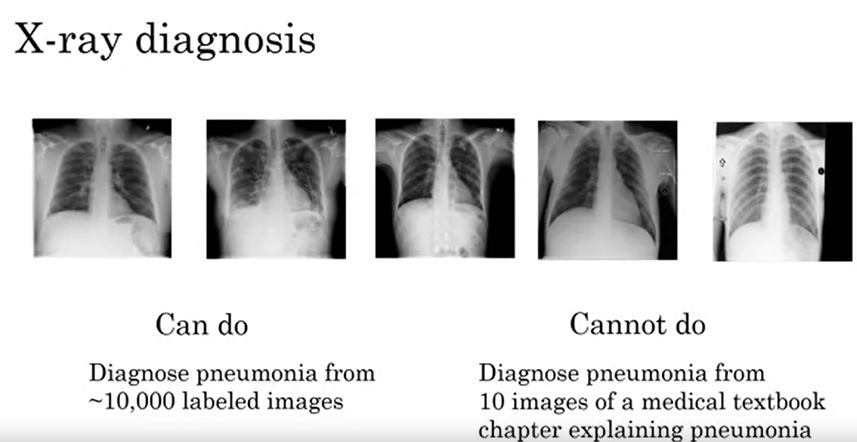 X-ray diagnosis
Can do
Diagnose pneumonia from
~10,000 labeled images
Cannot do
Diagnose pneumonia from
10 images of a medical textbook
chapter explaining pneumonia